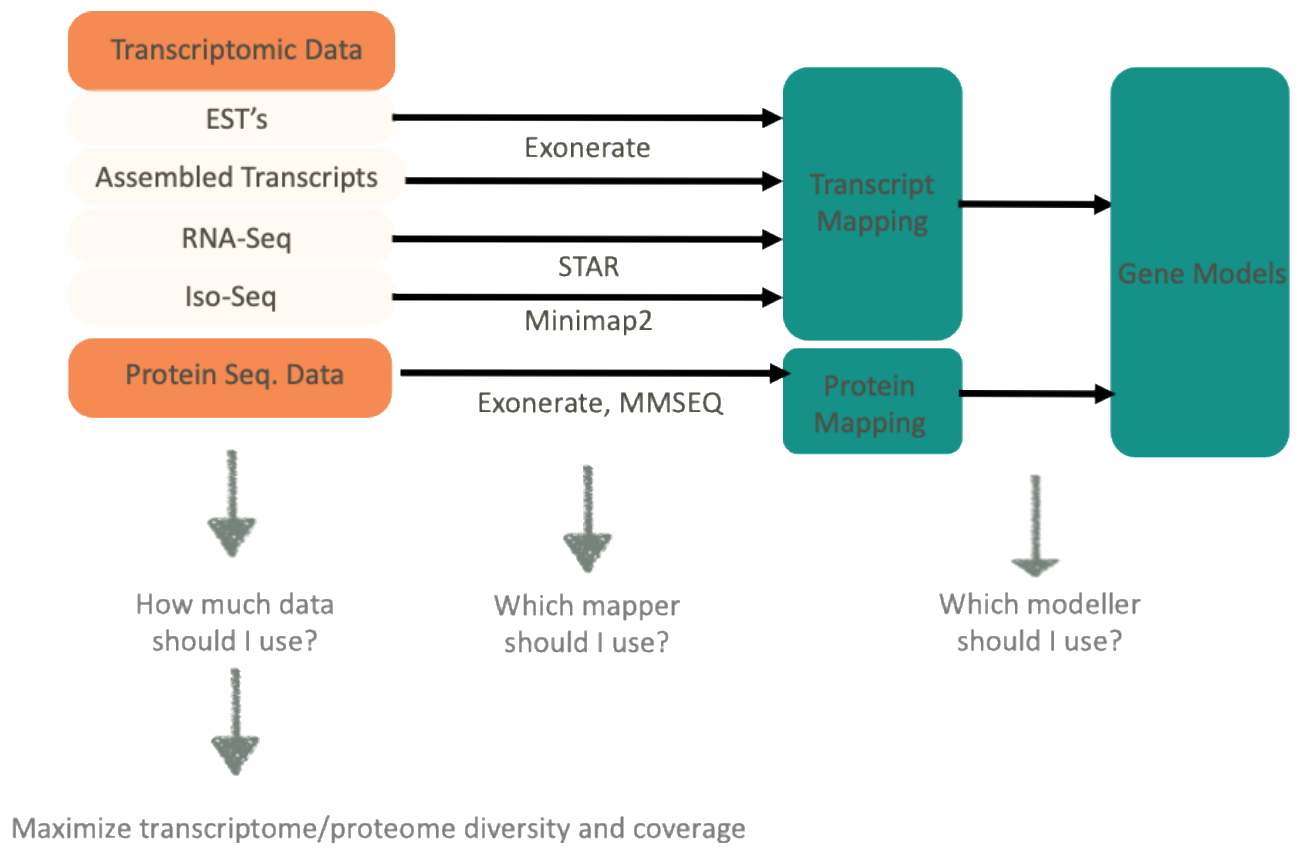 Transcriptomic Data
EST's
Exonerate
Assembled Transcripts
Transcript
Mapping
RNA-Seq
STAR
Gene Models
Iso-Seq
Minimap2
Protein Seq. Data
Exonerate, MMSEQ
Protein
Mapping
How much data
should I use?
Which mapper
should I use?
Which modeller
should I use?
Maximize transcriptome/proteome diversity and coverage